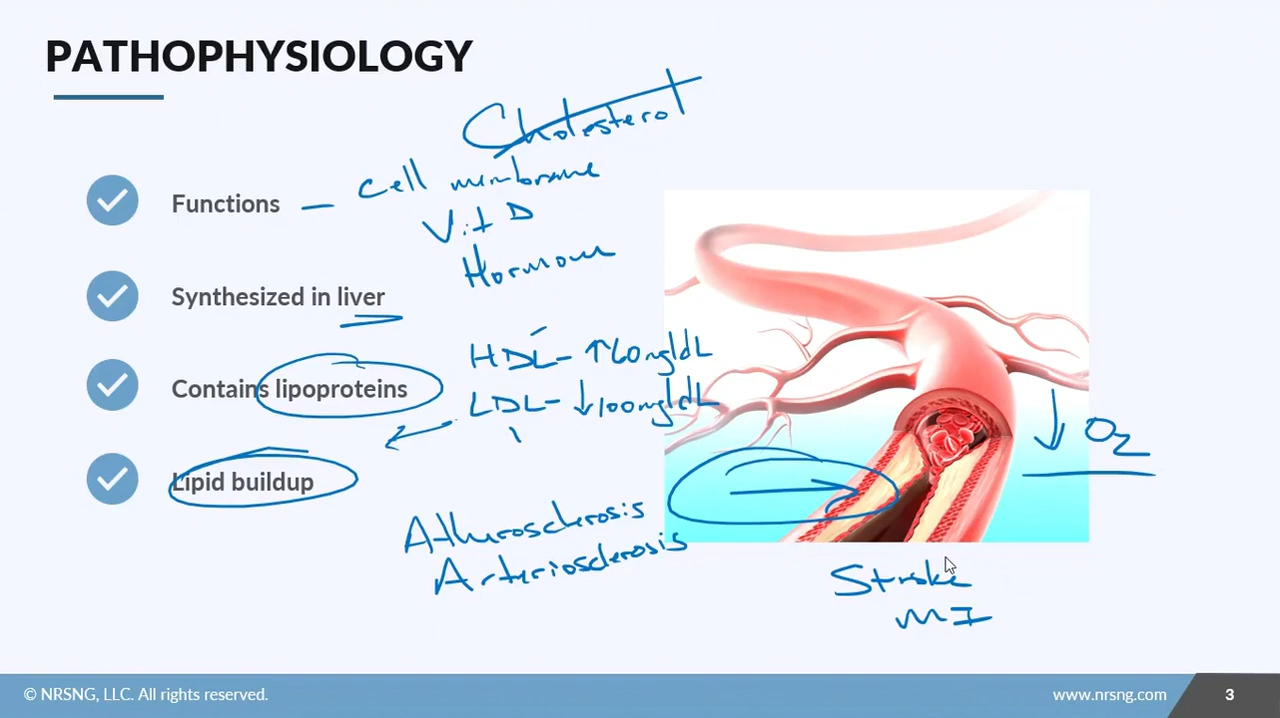 PATHOPHYSIOLOGY
Cholesterol
Functions - Cell membrane
Vit D
Hormone
Synthesized in liver
HDL - ↑60mg/dL
Contains lipoproteins
LDL - ↓100mg/dL
↓ O2
Lipid buildup
Atherosclerosis
Arteriosclerosis
Stroke
MI
© NRSNG, LLC. All rights reserved.
www.nrsng.com
3